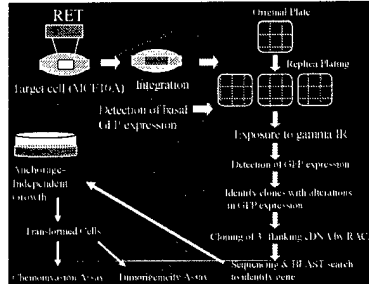 RET
Original Plate
Replica Plating
Target cell (MCF10A)
Integration
Detection of basal
GFP expression
Exposure to gamma IR
Detection of GFP expression
Identify clones with alterations
in GFP expression
Cloning of 3' flanking cDNA by RACE
Sequencing & BLAST search
to identify gene
Anchorage-
Independent
Growth
Transformed Cells
Chemoinvasion Assay
Tumorigenicity Assay